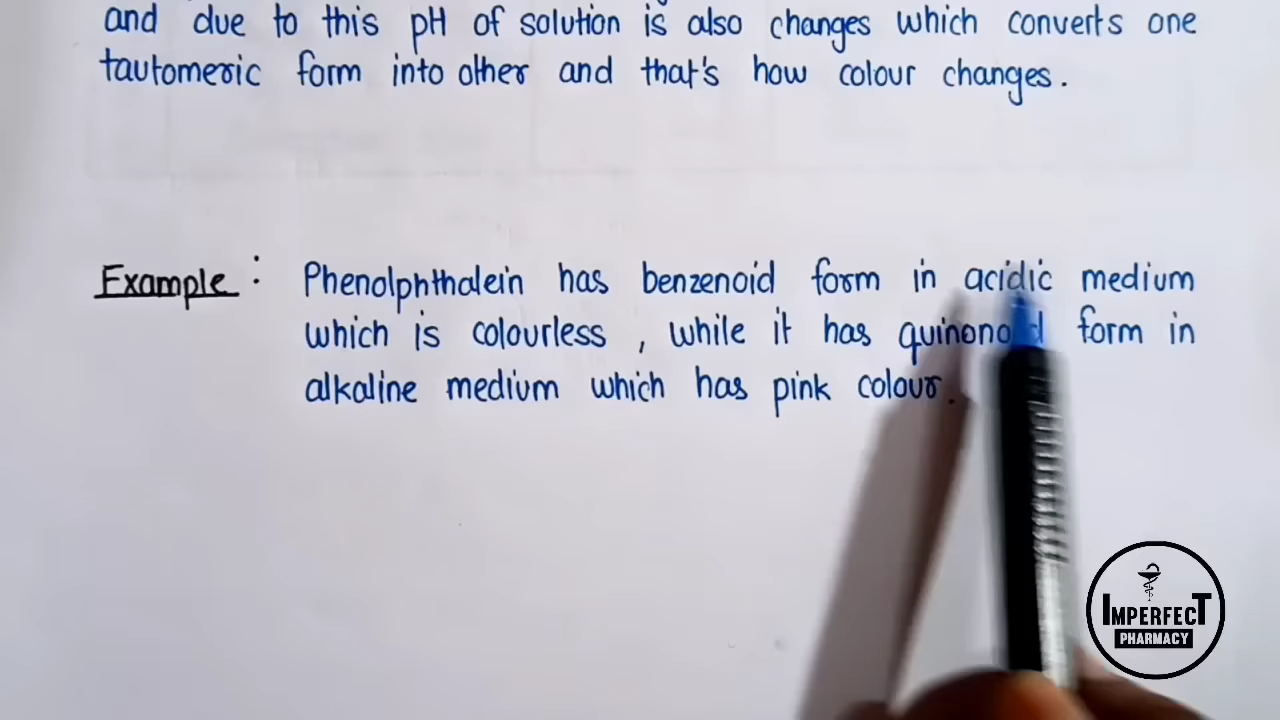 and due to this pH of solution is also changes which converts one
tautomeric form into other and that's how colour changes.
Example : Phenolphthalein has benzenoid form in acidic medium
which is colourless, while it has quinonoid form in
alkaline medium which has pink colour.
IMPERFECT
PHARMACY